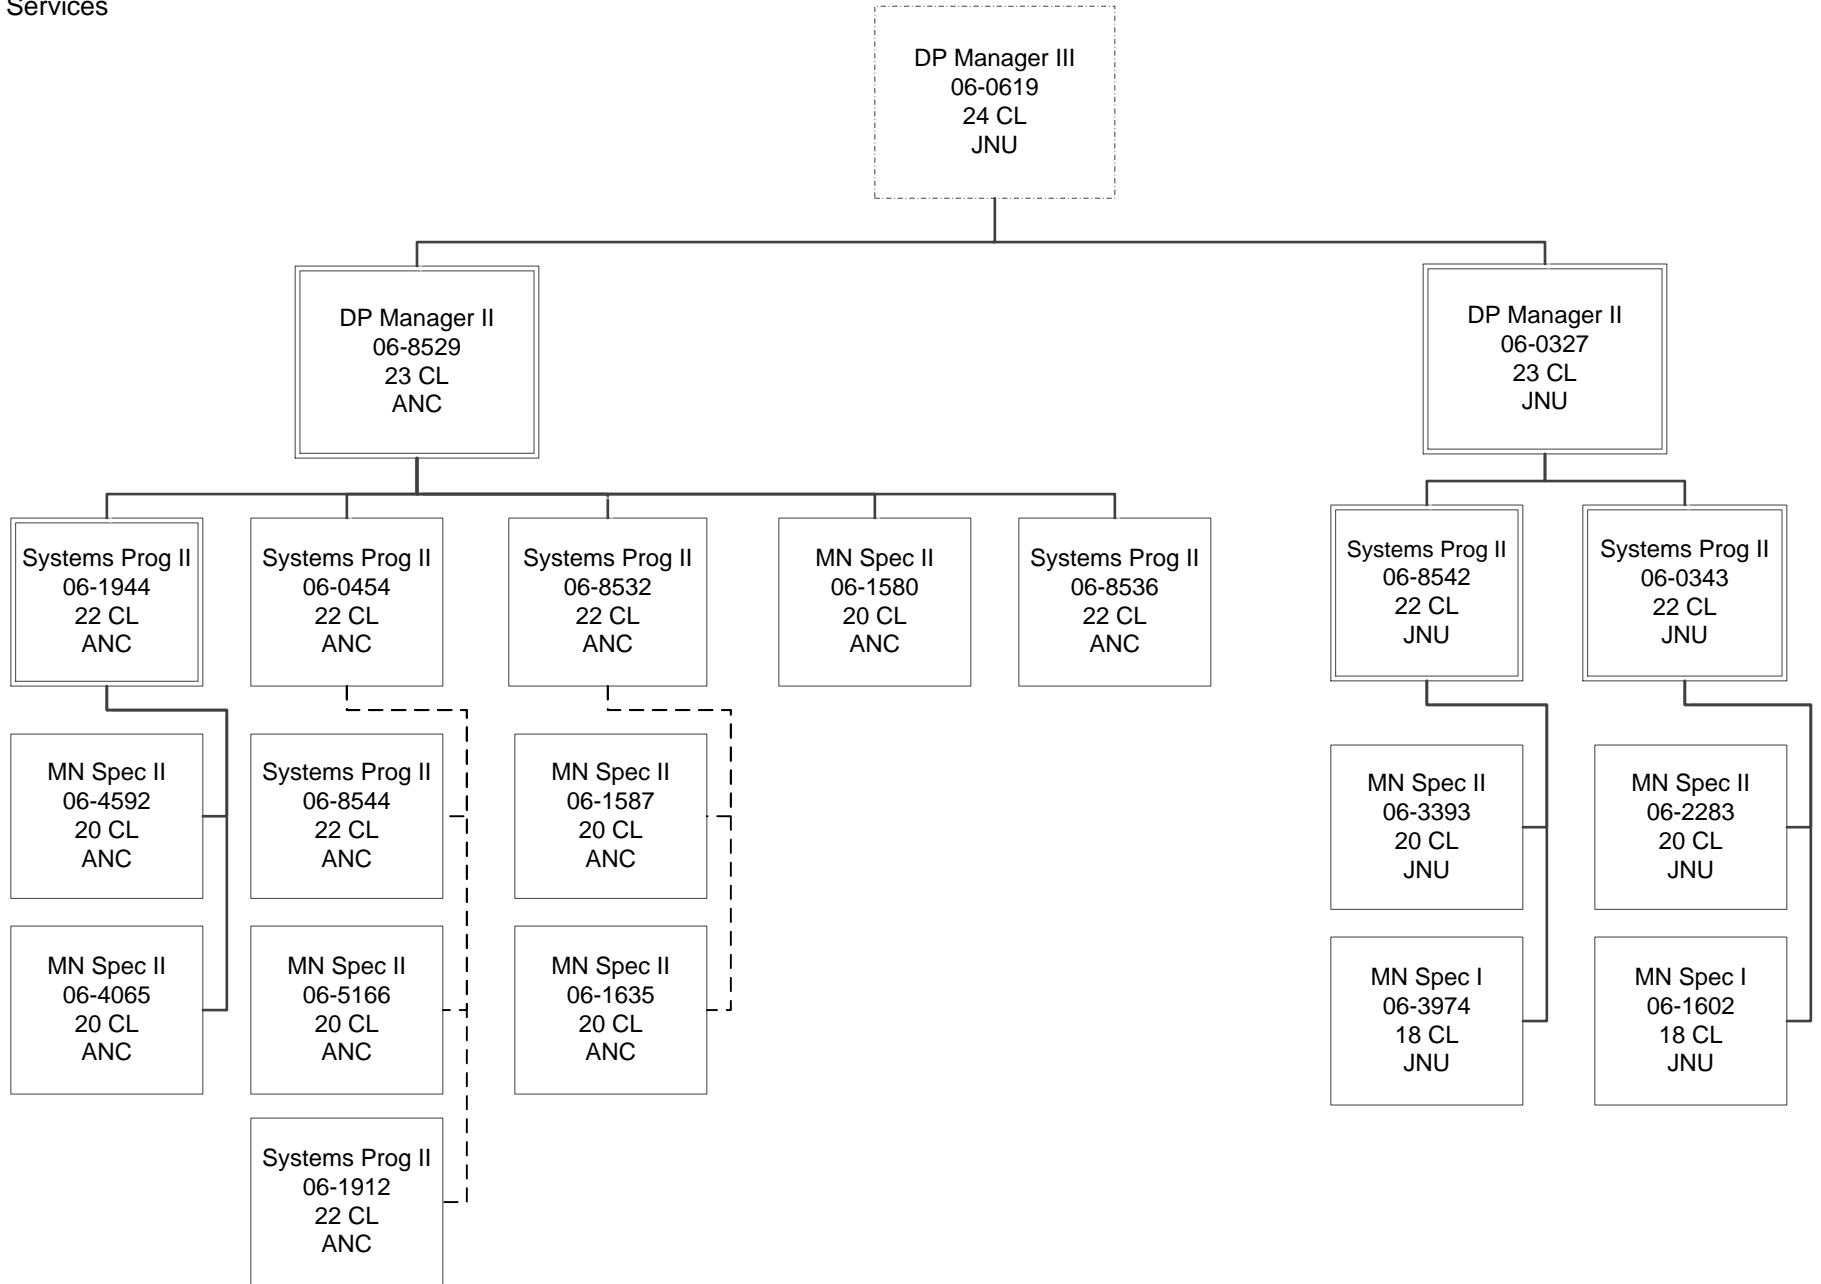 Services
DP Manager III
06-0619
24 CL
JNU
DP Manager II
06-8529
23 CL
ANC
DP Manager II
06-0327
23 CL
JNU
Systems Prog II
06-1944
22 CL
ANC
Systems Prog II
06-0454
22 CL
ANC
Systems Prog II
06-8532
22 CL
ANC
MN Spec II
06-1580
20 CL
ANC
Systems Prog II
06-8536
22 CL
ANC
Systems Prog II
06-8542
22 CL
JNU
Systems Prog II
06-0343
22 CL
JNU
MN Spec II
06-4592
20 CL
ANC
Systems Prog II
06-8544
22 CL
ANC
MN Spec II
06-1587
20 CL
ANC
MN Spec II
06-3393
20 CL
JNU
MN Spec II
06-2283
20 CL
JNU
MN Spec II
06-4065
20 CL
ANC
MN Spec II
06-5166
20 CL
ANC
MN Spec II
06-1635
20 CL
ANC
MN Spec I
06-3974
18 CL
JNU
MN Spec I
06-1602
18 CL
JNU
Systems Prog II
06-1912
22 CL
ANC